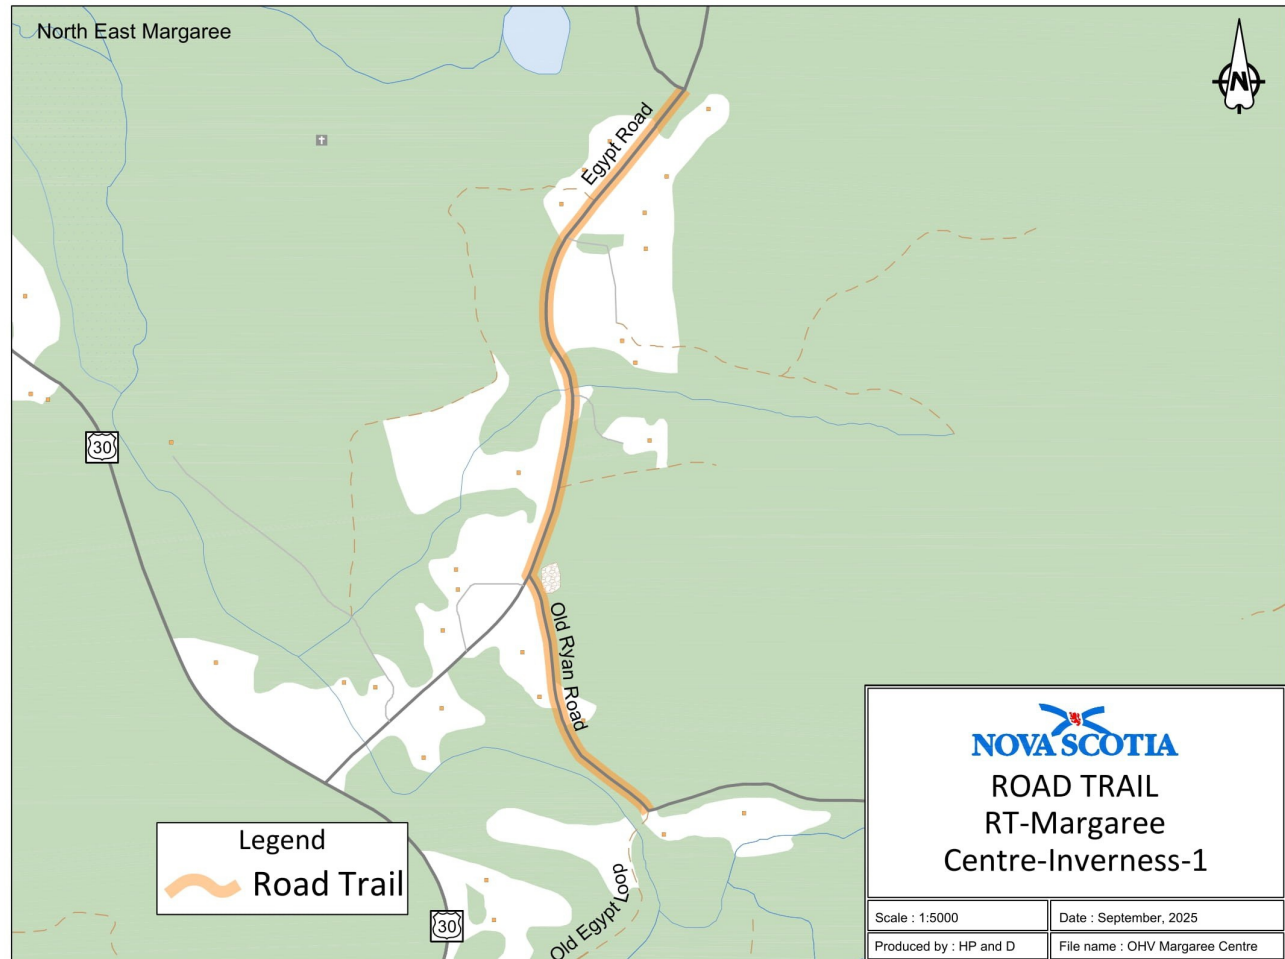 North East Margaree
N
Egypt Road
30
Old Ryan Road
Old Egypt Loop
30
Legend
Road Trail
NOVA SCOTIA
ROAD TRAIL
RT-Margaree
Centre-Inverness-1
Scale : 1:5000
Date : September, 2025
Produced by : HP and D
File name : OHV Margaree Centre